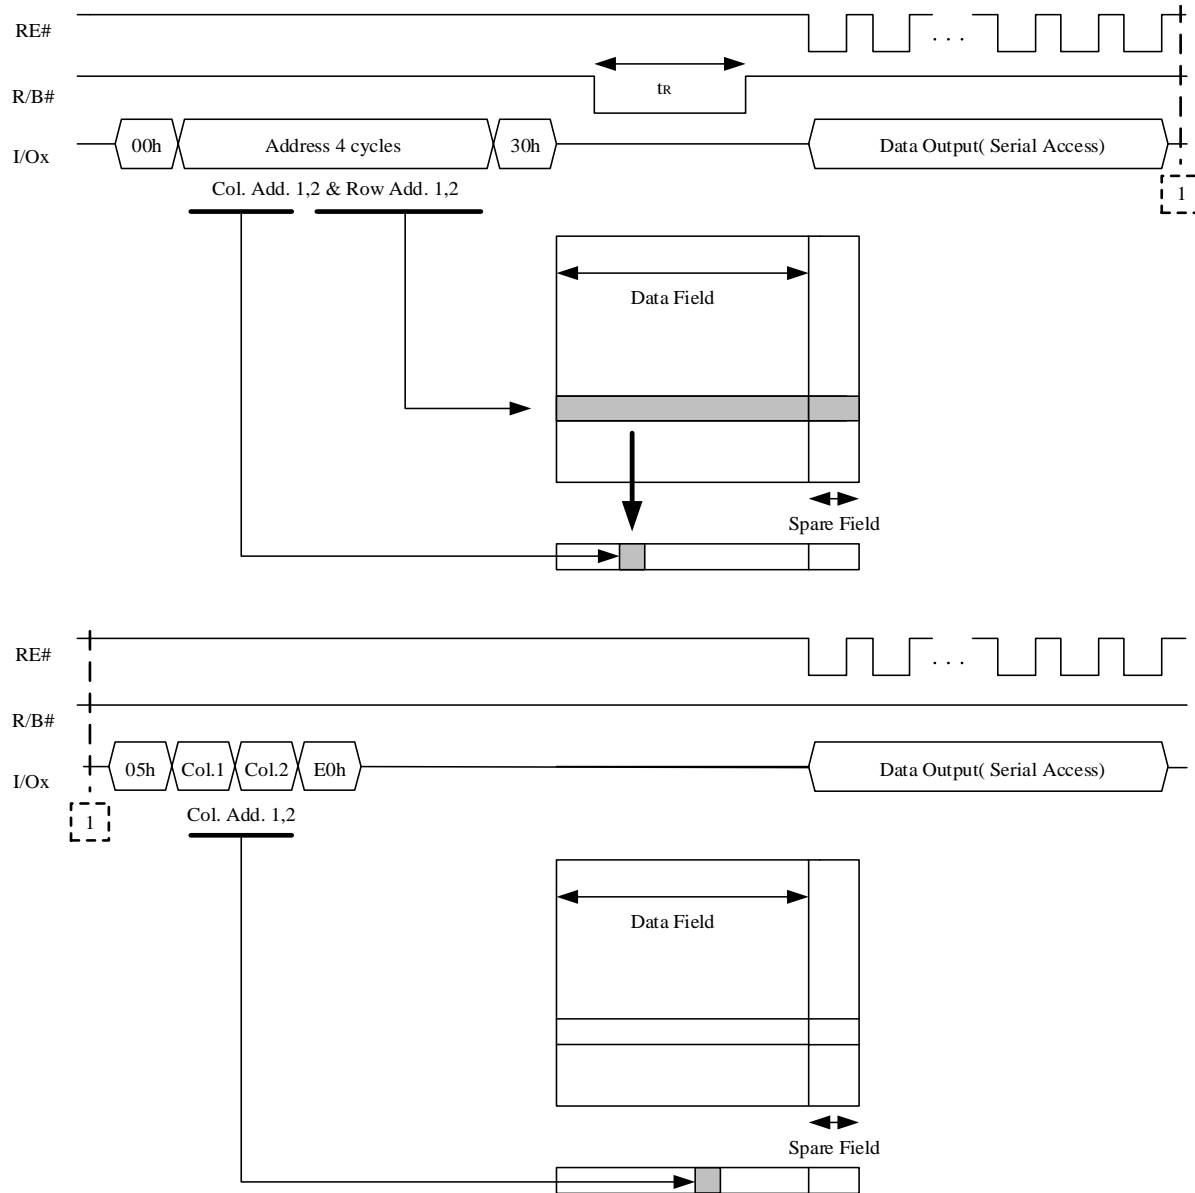 RE#
. . .
R/B#
tR
I/Ox
00h
Address 4 cycles
30h
Data Output( Serial Access)
Col. Add. 1,2 & Row Add. 1,2
1
Data Field
Spare Field
RE#
. . .
R/B#
I/Ox
05h
Col.1
Col.2
E0h
Data Output( Serial Access)
1
Col. Add. 1,2
Data Field
Spare Field